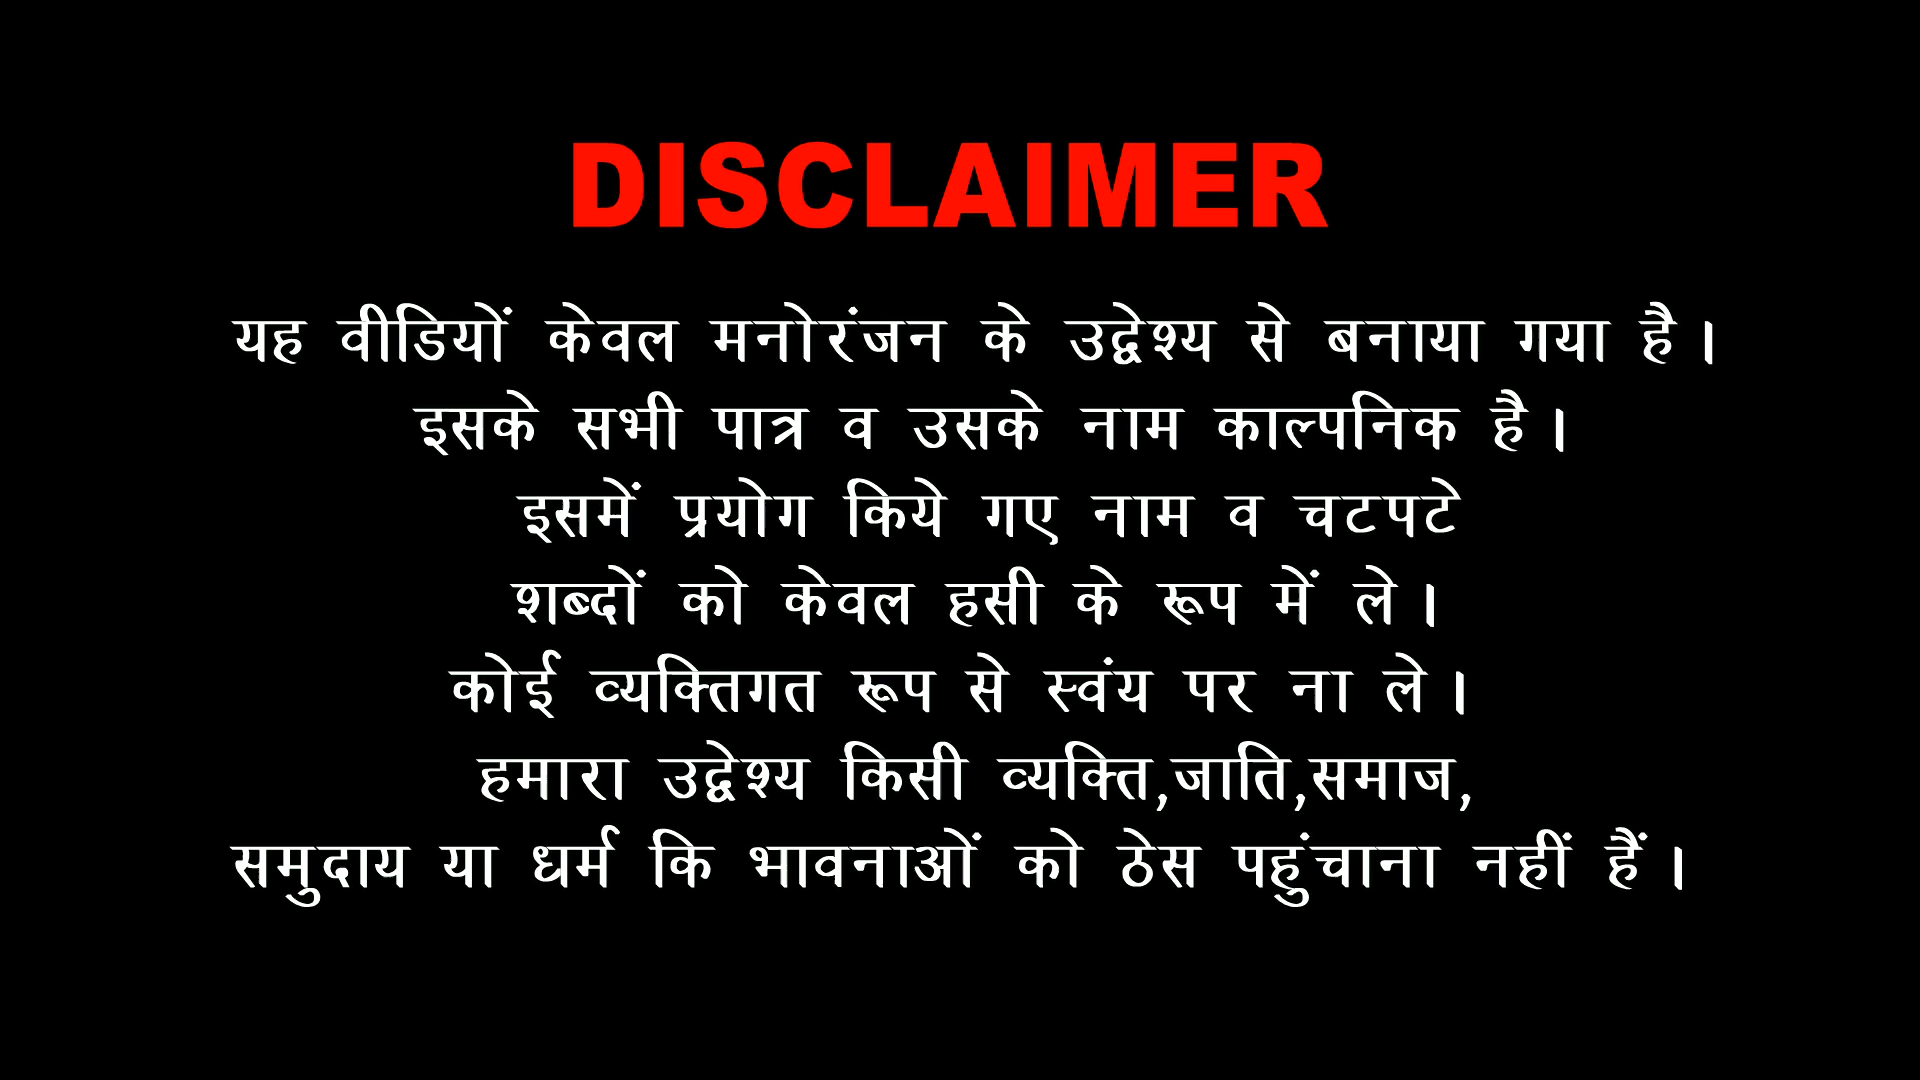 DISCLAIMER
यह वीडियों केवल मनोरंजन के उद्वेश्य से बनाया गया है।
इसके सभी पात्र व उसके नाम काल्पनिक है।
इसमें प्रयोग किये गए नाम व चटपटे
शब्दों को केवल हसी के रूप में ले।
कोई व्यक्तिगत रूप से स्वंय पर ना ले।
हमारा उद्वेश्य किसी व्यक्ति,जाति,समाज,
समुदाय या धर्म कि भावनाओं को ठेस पहुंचाना नहीं हैं।